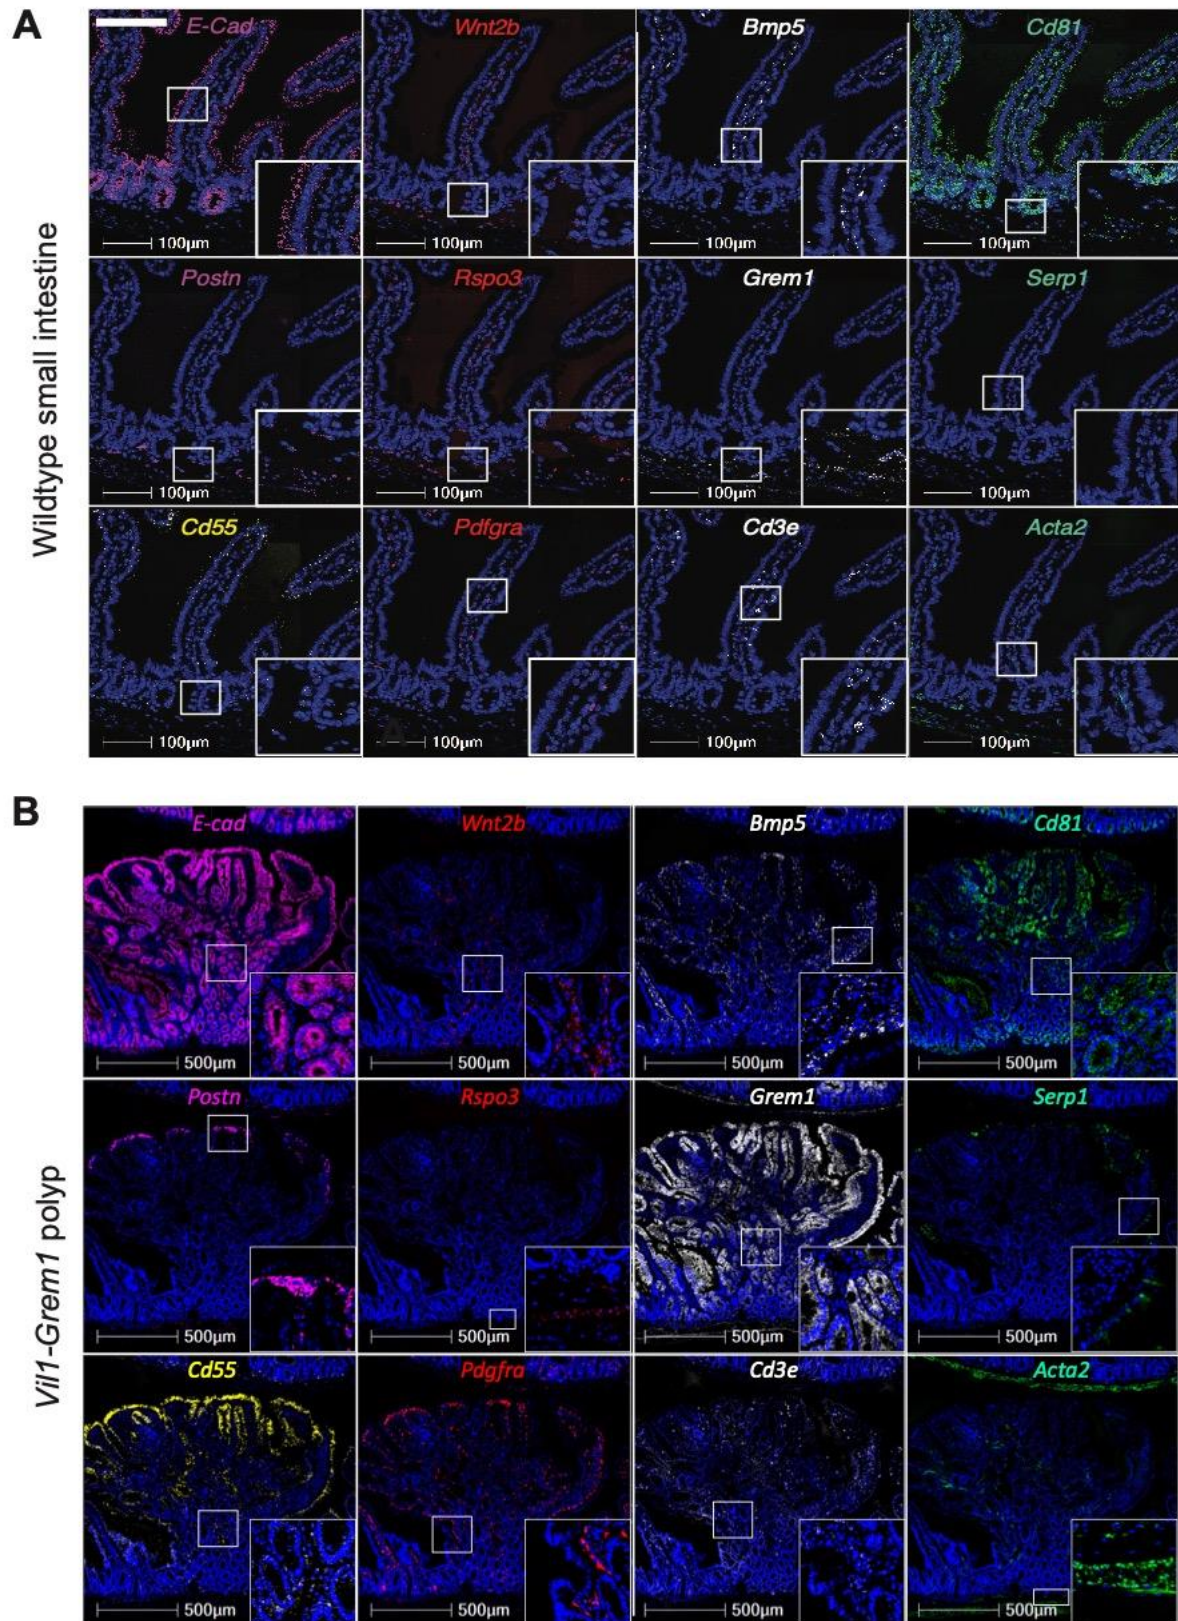 A
E-Cad
Wnt2b
Bmp5
Cd81
Wildtype small intestine
100µm
100µm
100µm
100µm
Postn
Rspo3
Grem1
Serp1
100µm
100µm
100µm
100µm
Cd55
Pdfgra
Cd3e
Acta2
A
100µm
100µm
100µm
100µm
B
E-cad
Wnt2b
Bmp5
Cd81
Vil1-Grem1 polyp
500µm
500µm
500µm
500µm
Postn
Rspo3
Grem1
Serp1
500µm
500µm
500µm
500µm
Cd55
Pdgfra
Cd3e
Acta2
500µm
500µm
500µm
500µm